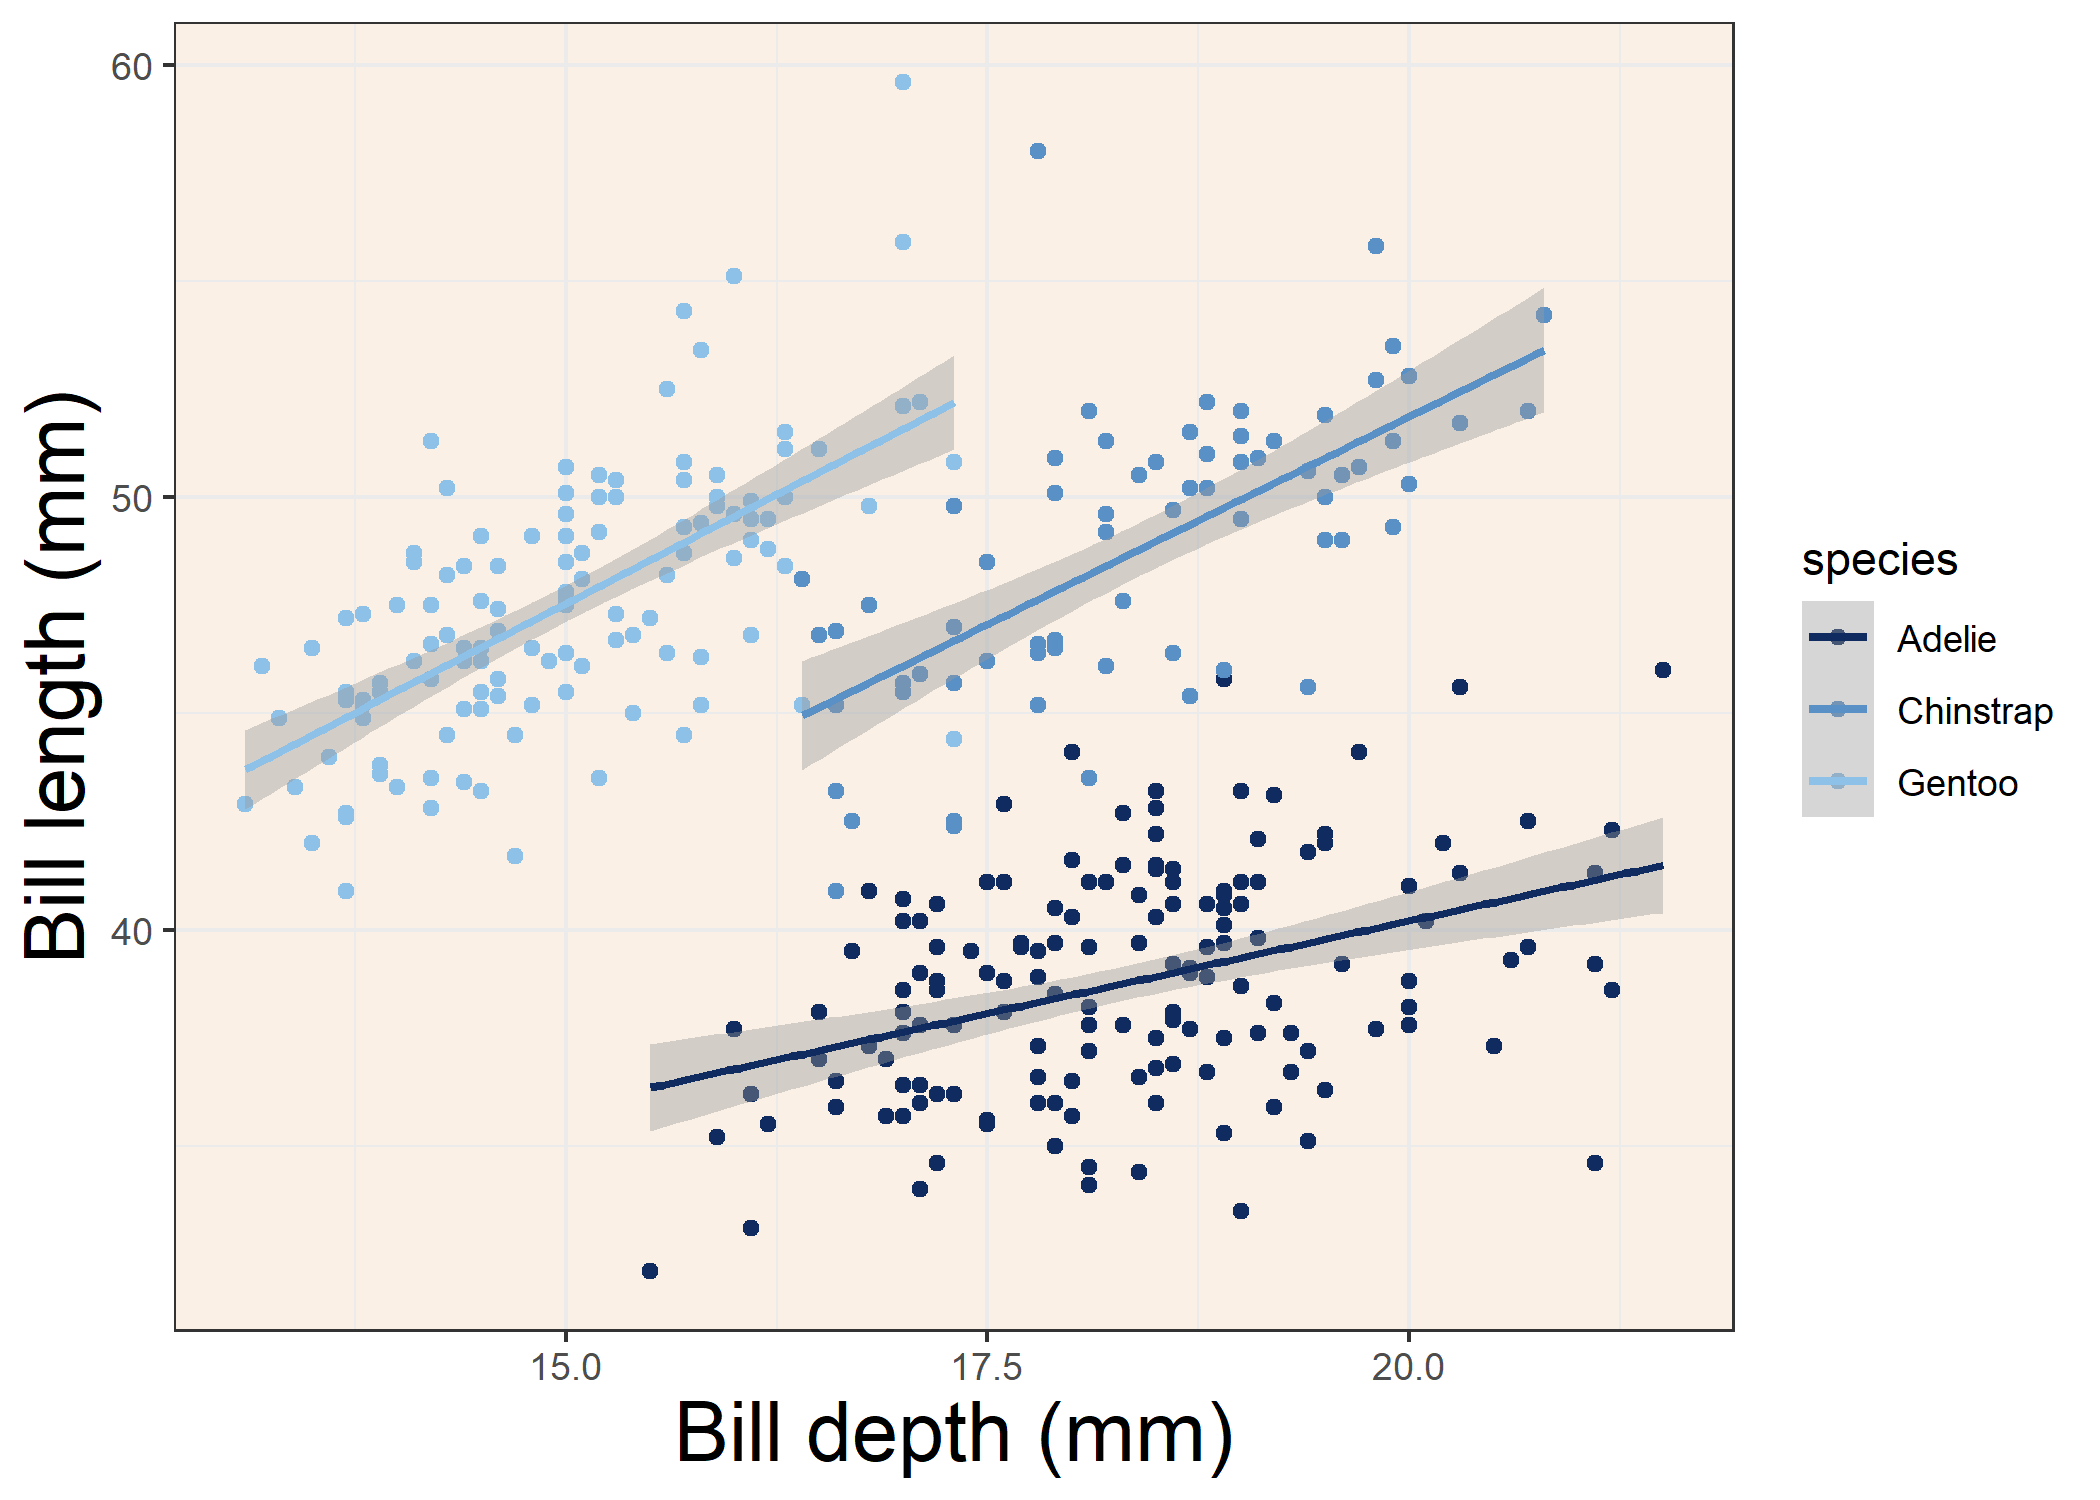 60
50
40
Bill length (mm)
15.0 17.5 20.0
Bill depth (mm)
species
Adelie
Chinstrap
Gentoo